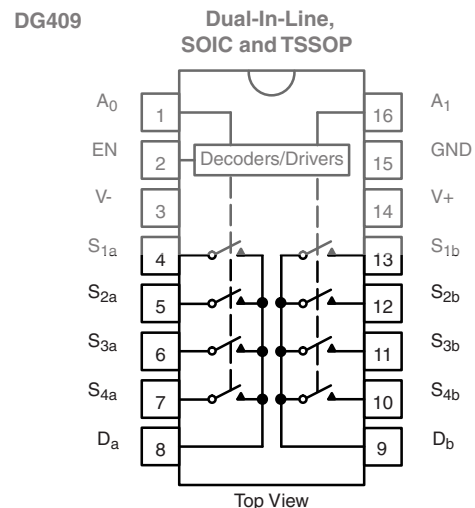 DG409
Dual-In-Line,
SOIC and TSSOP
A0 1 16 A1
EN 2 Decoders/Drivers 15 GND
V- 3 14 V+
S1a 4 13 S1b
S2a 5 12 S2b
S3a 6 11 S3b
S4a 7 10 S4b
Da 8 9 Db
Top View